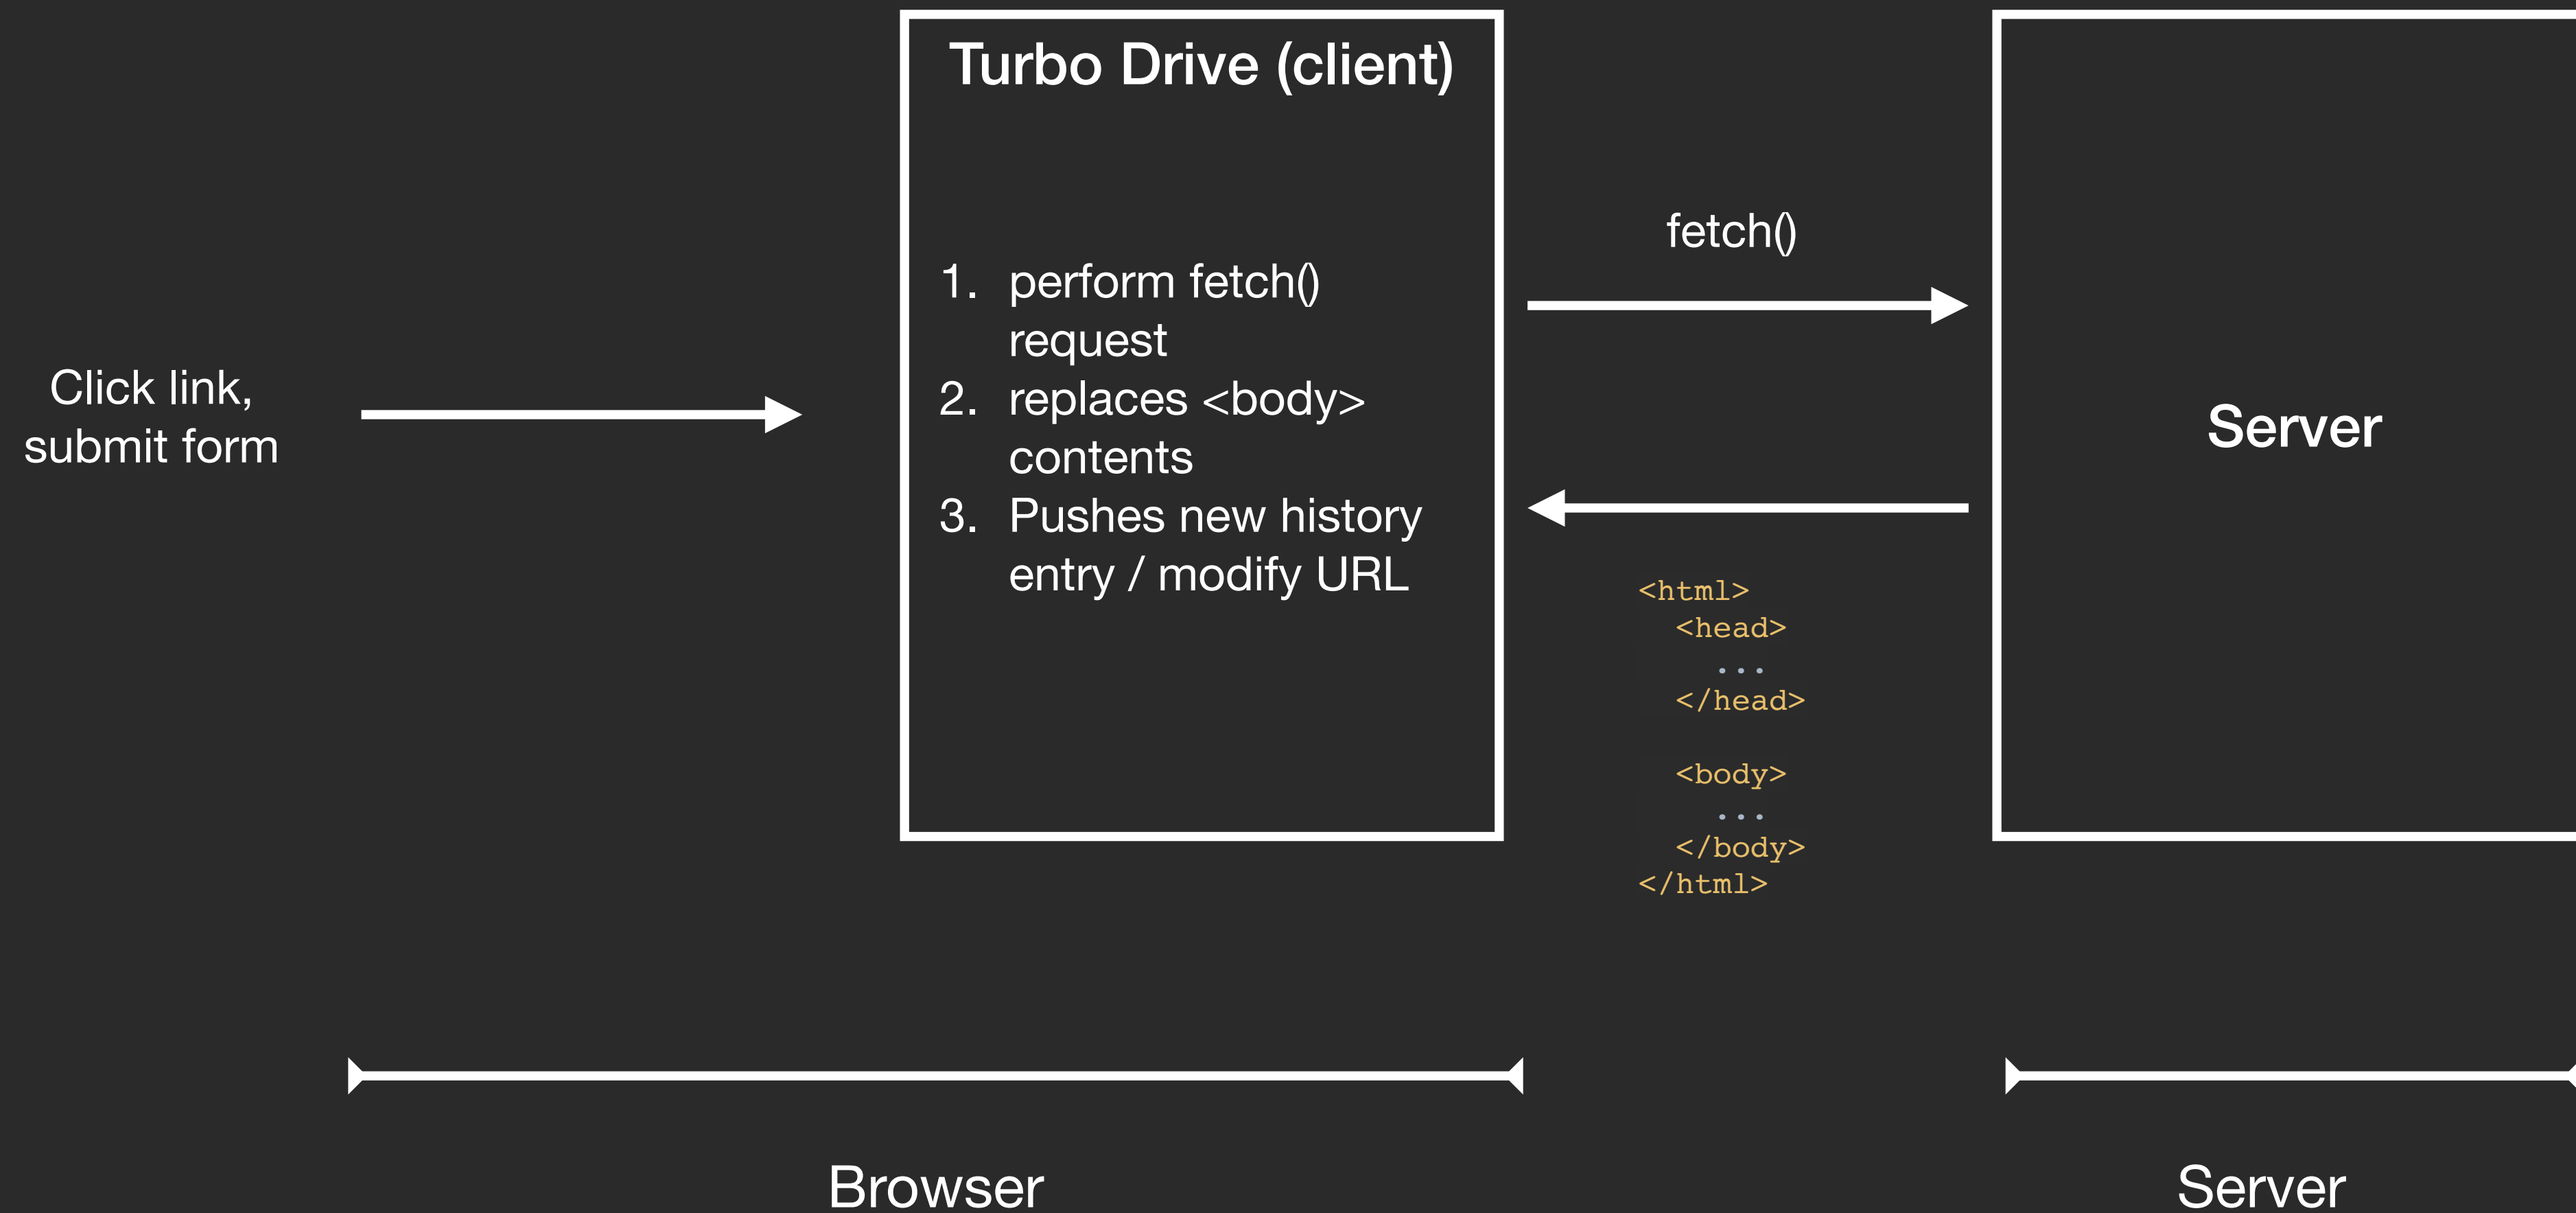 Turbo Drive (client)
Click link,
submit form
1. perform fetch()
request
2. replaces <body>
contents
3. Pushes new history
entry / modify URL
fetch()
<html>
<head>
...
</head>
<body>
...
</body>
</html>
Server
Browser
Server